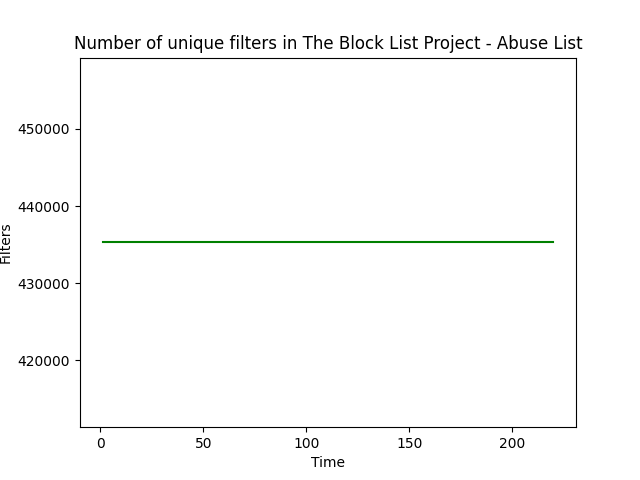 Number of unique filters in The Block List Project - Abuse List
450000
440000
430000
420000
Filters
0 50 100 150 200
Time